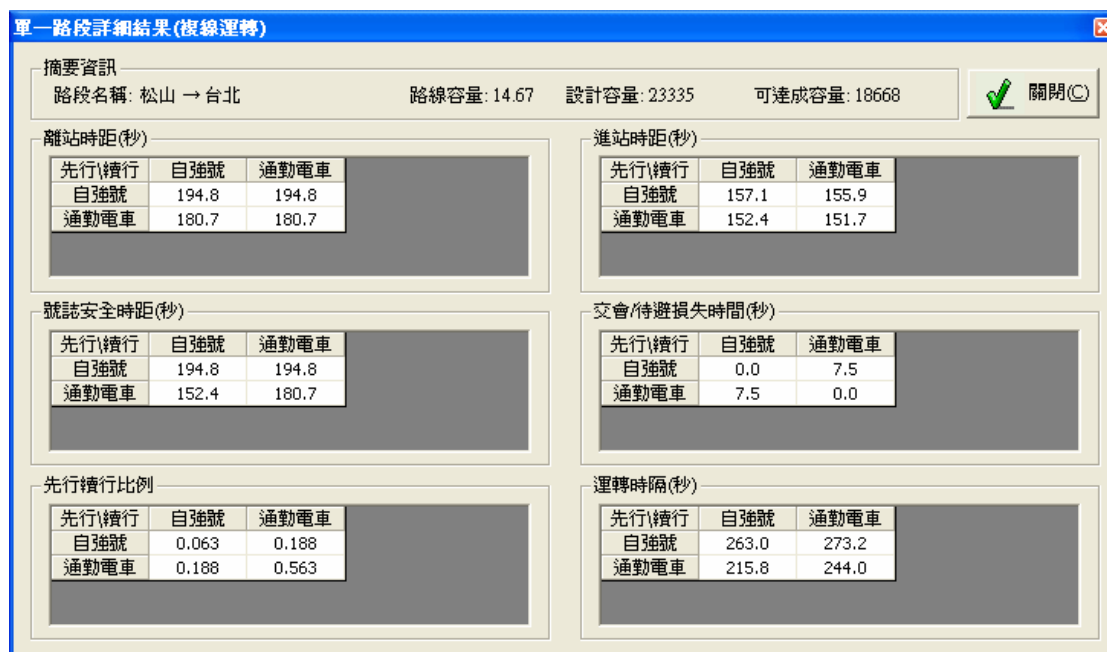 單一路段詳細結果(複線運轉)
摘要資訊
路段名稱: 松山 → 台北 路線容量: 14.67 設計容量: 23335 可達成容量: 18668 關閉(C)
離站時距(秒) 進站時距(秒)
先行\續行 自強號 通勤電車 先行\續行 自強號 通勤電車
自強號 194.8 194.8 自強號 157.1 155.9
通勤電車 180.7 180.7 通勤電車 152.4 151.7
號誌安全時距(秒) 交會/待避損失時間(秒)
先行\續行 自強號 通勤電車 先行\續行 自強號 通勤電車
自強號 194.8 194.8 自強號 0.0 7.5
通勤電車 152.4 180.7 通勤電車 7.5 0.0
先行續行比例 運轉時隔(秒)
先行\續行 自強號 通勤電車 先行\續行 自強號 通勤電車
自強號 0.063 0.188 自強號 263.0 273.2
通勤電車 0.188 0.563 通勤電車 215.8 244.0